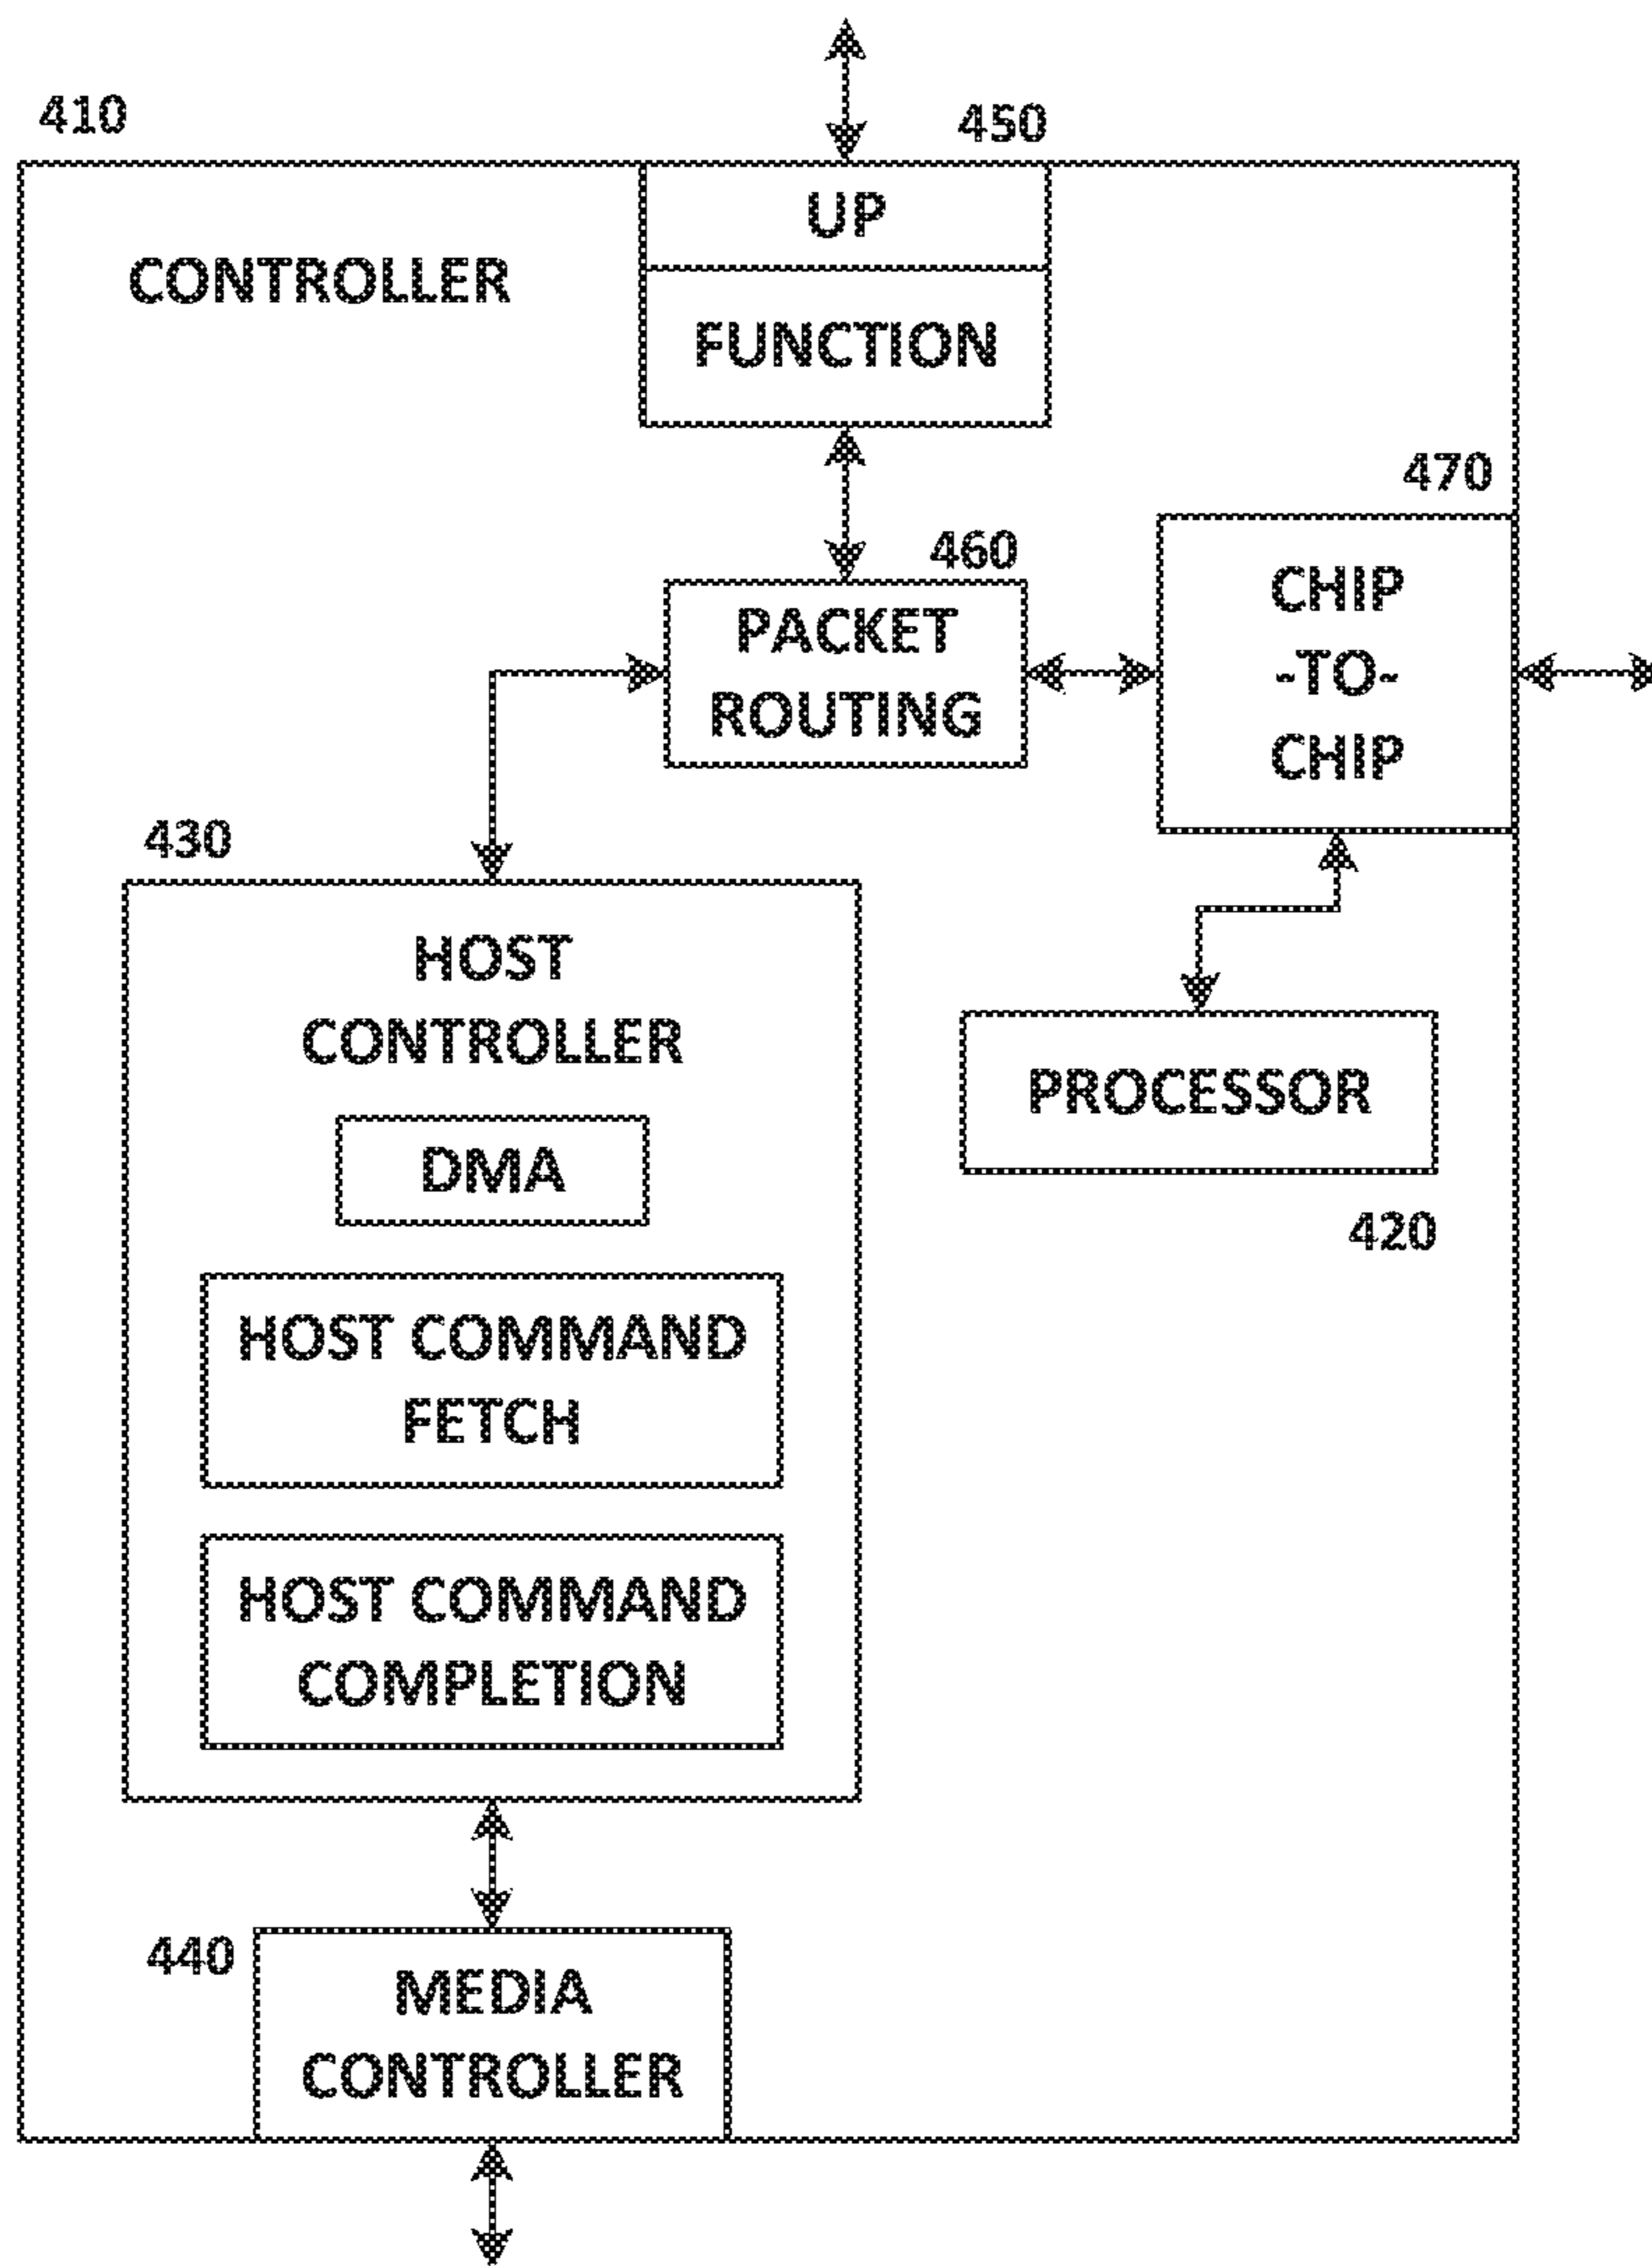 410
450
UP
CONTROLLER
FUNCTION
470
460
CHIP
-TO-
CHIP
PACKET
ROUTING
430
HOST
CONTROLLER
PROCESSOR
DMA
420
HOST COMMAND
FETCH
HOST COMMAND
COMPLETION
440
MEDIA
CONTROLLER